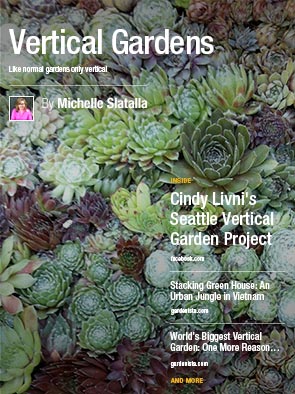 Vertical Gardens
Like normal gardens only vertical
By Michelle Slatalla
INSIDE
Cindy Livni's
Seattle Vertical
Garden Project
facebook.com
Stacking Green House: An
Urban Jungle in Vietnam
gardenista.com
World's Biggest Vertical
Garden: One More Reason...
gardenista.com
AND MORE